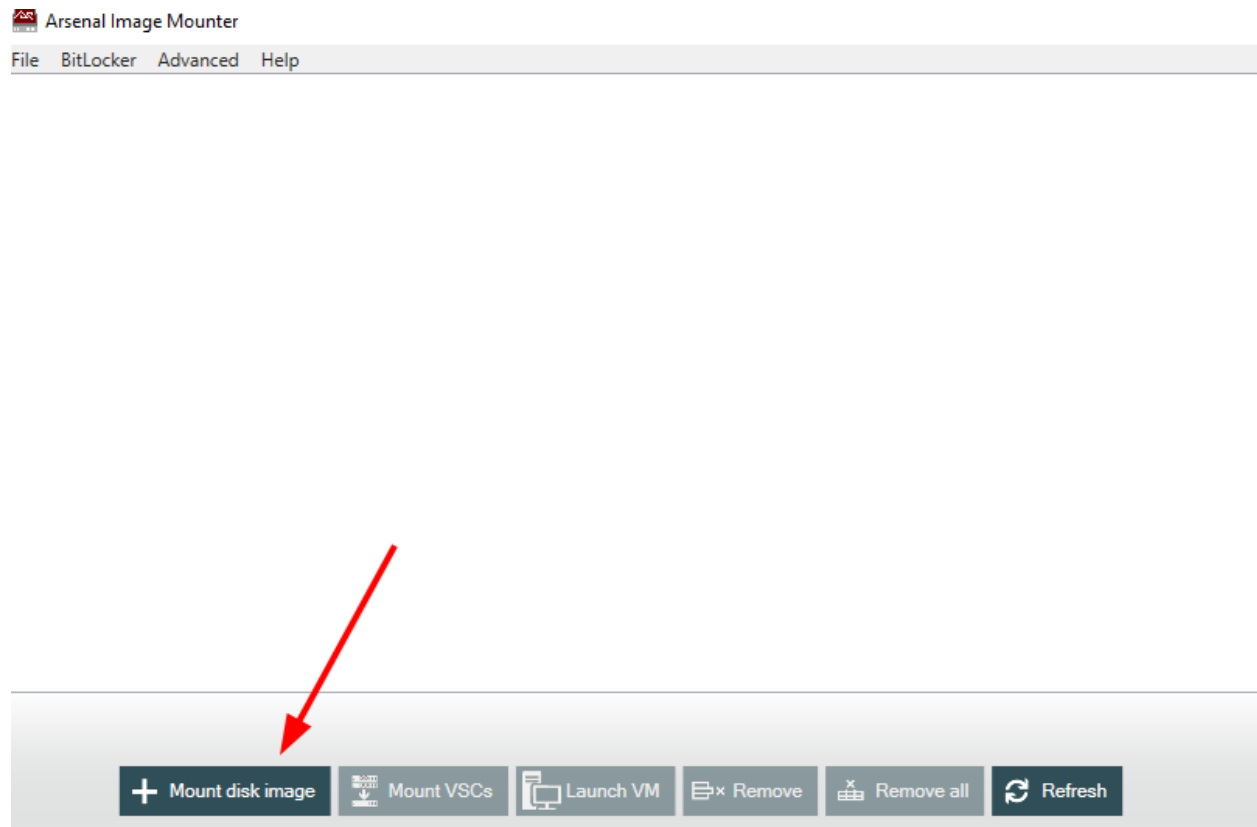 Arsenal Image Mounter
File BitLocker Advanced Help
Mount disk image Mount VSCs Launch VM Remove Remove all Refresh